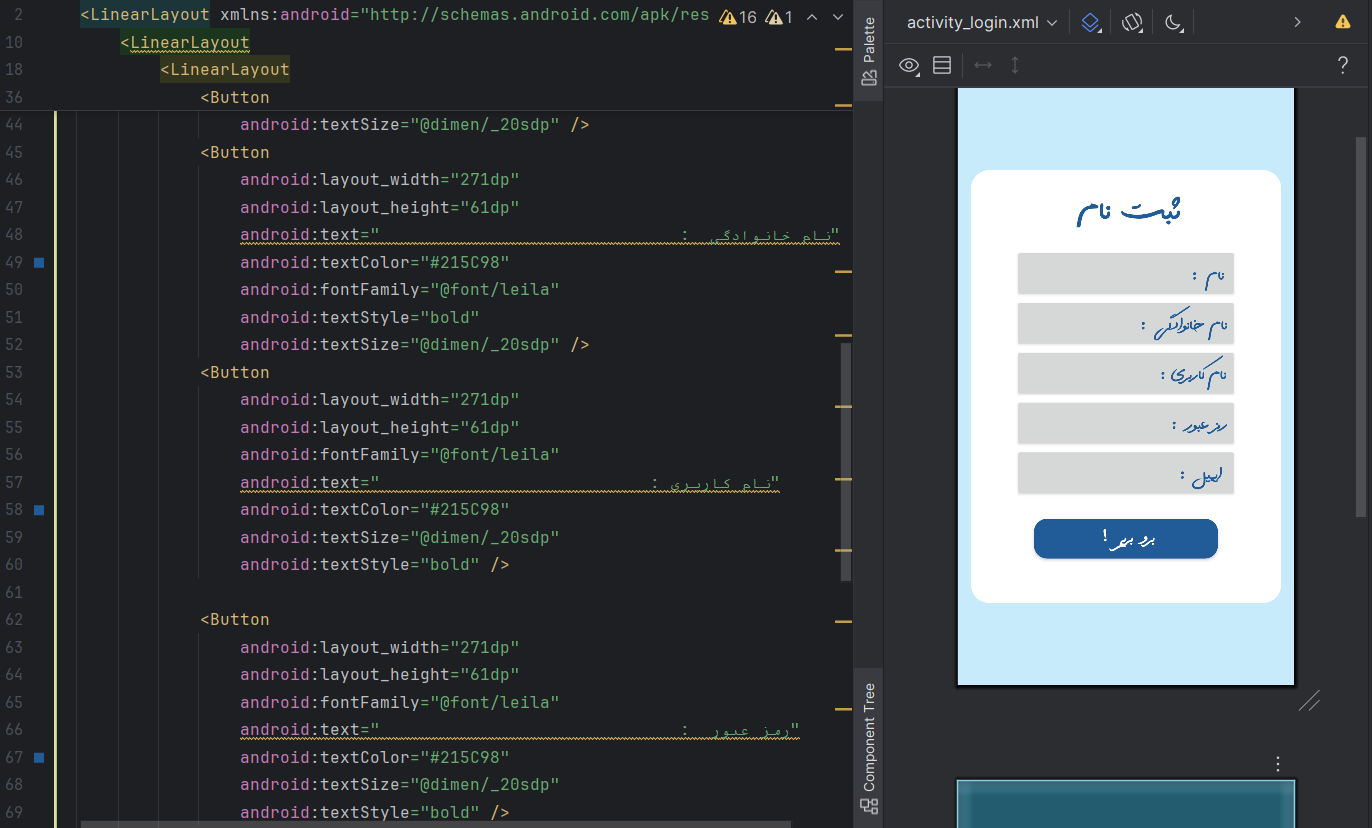 2 <LinearLayout xmlns:android="http://schemas.android.com/apk/res
16 1
10 <LinearLayout
18 <LinearLayout
36 <Button
44 android:textSize="@dimen/_20sdp" />
45 <Button
46 android:layout_width="271dp"
47 android:layout_height="61dp"
48 android:text="                              :  نام خانوادگی"
49 android:textColor="#215C98"
50 android:fontFamily="@font/leila"
51 android:textStyle="bold"
52 android:textSize="@dimen/_20sdp" />
53 <Button
54 android:layout_width="271dp"
55 android:layout_height="61dp"
56 android:fontFamily="@font/leila"
57 android:text="                           : نام کاربری"
58 android:textColor="#215C98"
59 android:textSize="@dimen/_20sdp"
60 android:textStyle="bold" />
61
62 <Button
63 android:layout_width="271dp"
64 android:layout_height="61dp"
65 android:fontFamily="@font/leila"
66 android:text="                              :  رمز عبور"
67 android:textColor="#215C98"
68 android:textSize="@dimen/_20sdp"
69 android:textStyle="bold" />
Palette
Component Tree
activity_login.xml
?
ثبت نام
نام :
نام خانوادگی :
نام کاربری :
رمز عبور :
ایمیل :
برو بریم !